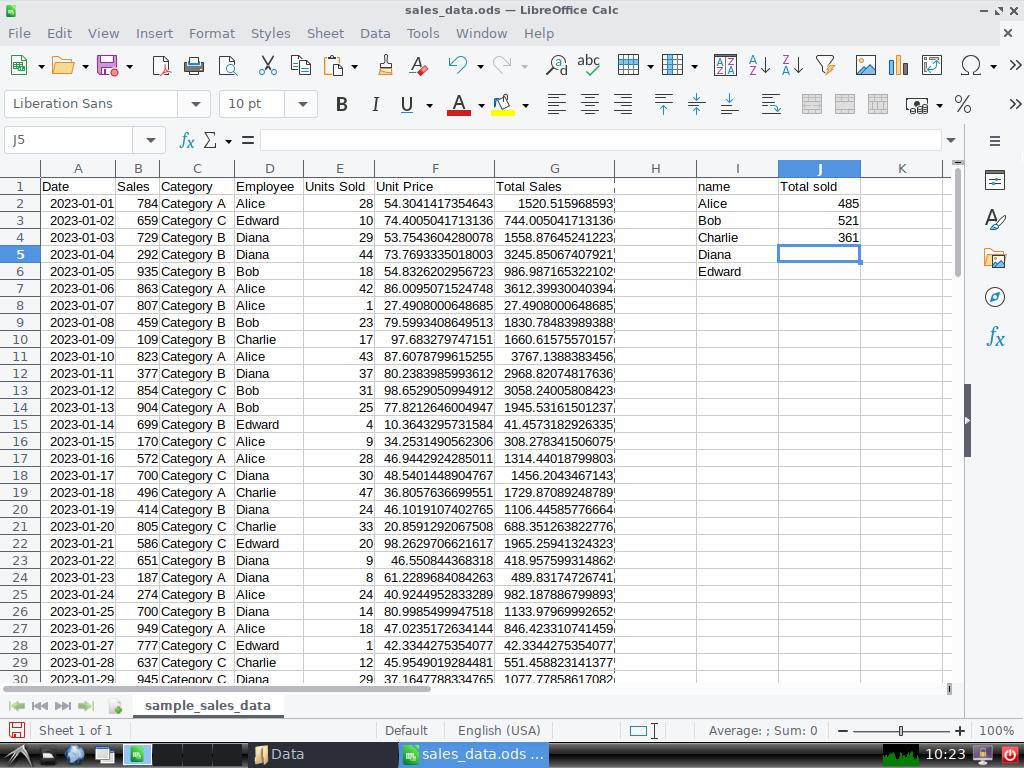 sales_data.ods — LibreOffice Calc
File Edit View Insert Format Styles Sheet Data Tools Window Help
Liberation Sans 10 pt
J5
A B C D E F G H I J K
1 Date Sales Category Employee Units Sold Unit Price Total Sales name Total sold
2 2023-01-01 784 Category A Alice 28 54.3041417354643 1520.515968593 Alice 485
3 2023-01-02 659 Category C Edward 10 74.4005041713136 744.0050417131360 Bob 521
4 2023-01-03 729 Category B Diana 29 53.7543604280078 1558.87645241223 Charlie 361
5 2023-01-04 292 Category B Diana 44 73.7693335018003 3245.85067407921 Diana
6 2023-01-05 935 Category B Bob 18 54.8326202956723 986.987165322102 Edward
7 2023-01-06 863 Category A Alice 42 86.0095071524748 3612.39930040394
8 2023-01-07 807 Category B Alice 1 27.4908000648685 27.4908000648685
9 2023-01-08 459 Category B Bob 23 79.5993408649513 1830.78483989388
10 2023-01-09 109 Category B Charlie 17 97.683279747151 1660.61575570157
11 2023-01-10 823 Category A Alice 43 87.6078799615255 3767.1388383456
12 2023-01-11 377 Category B Diana 37 80.2383985993612 2968.82074817636
13 2023-01-12 854 Category C Bob 31 98.6529050994912 3058.24005808423
14 2023-01-13 904 Category A Bob 25 77.8212646004947 1945.53161501237
15 2023-01-14 699 Category B Edward 4 10.3643295731584 41.4573182926335
16 2023-01-15 170 Category C Alice 9 34.2531490562306 308.278341506075
17 2023-01-16 572 Category A Alice 28 46.9442924285011 1314.44018799803
18 2023-01-17 700 Category C Diana 30 48.5401448904767 1456.2043467143
19 2023-01-18 496 Category A Charlie 47 36.8057636699551 1729.87089248789
20 2023-01-19 414 Category B Diana 24 46.1019107402765 1106.44585776664
21 2023-01-20 805 Category C Charlie 33 20.8591292067508 688.351263822776
22 2023-01-21 586 Category C Edward 20 98.2629706621617 1965.25941324323
23 2023-01-22 651 Category B Diana 9 46.550844368318 418.957599314862
24 2023-01-23 187 Category A Diana 8 61.2289684084263 489.83174726741
25 2023-01-24 274 Category B Alice 24 40.9244952833289 982.187886799893
26 2023-01-25 700 Category B Diana 14 80.9985499947518 1133.97969992652
27 2023-01-26 949 Category A Alice 18 47.0235172634144 846.423310741459
28 2023-01-27 777 Category C Edward 1 42.3344275354077 42.3344275354077
29 2023-01-28 637 Category C Charlie 12 45.9549019284481 551.458823141377
30 2023-01-29 945 Category C Diana 29 37.1647788334765 1077.77858617082
sample_sales_data
Sheet 1 of 1 Default English (USA) Average: ; Sum: 0 100%
Data sales_data.ods ... 10:23